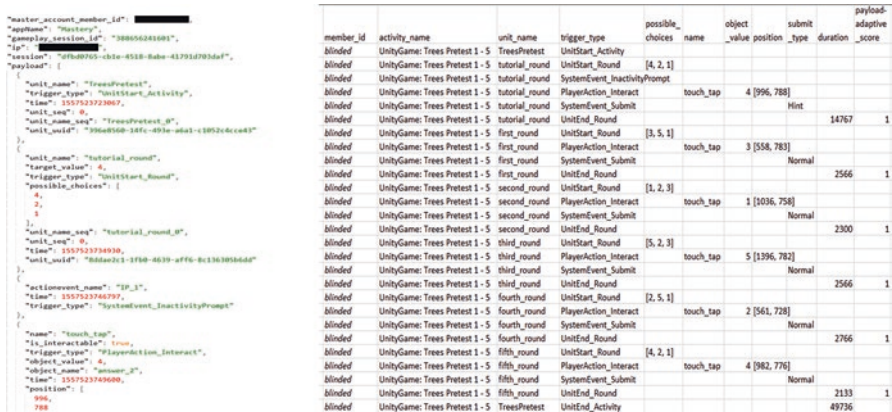 "master_account_member_id":
"appName": "Mastery",
"gameplay_session_id": "388656241601",
"ip":
"session": "dfbd0765-cb1e-4518-8abe-41791d703daf",
"payload": [
{
"unit_name": "TreesPretest",
"trigger_type": "UnitStart_Activity",
"time": 1557523723067,
"unit_seq": 0,
"unit_name_seq": "TreesPretest_0",
"unit_uuid": "396e8560-14fc-493e-a6a1-c1052c4cce43"
},
{
"unit_name": "tutorial_round",
"target_value": 4,
"trigger_type": "UnitStart_Round",
"possible_choices": [
4,
2,
1
],
"unit_name_seq": "tutorial_round_0",
"unit_seq": 0,
"time": 1557523734930,
"unit_uuid": "8ddae2c1-1fb0-4639-aff6-8c136305b6dd"
},
{
"actionevent_name": "IP_1",
"time": 1557523746797,
"trigger_type": "SystemEvent_InactivityPrompt"
},
{
"name": "touch_tap",
"is_interactable": true,
"trigger_type": "PlayerAction_Interact",
"object_value": 4,
"object_name": "answer_2",
"time": 1557523749600,
"position": [
996,
788
member_id activity_name unit_name trigger_type possible_choices name object_value position submit_type duration payload-adaptive_score
blinded UnityGame: Trees Pretest 1 - 5 TreesPretest UnitStart_Activity
blinded UnityGame: Trees Pretest 1 - 5 tutorial_round UnitStart_Round [4, 2, 1]
blinded UnityGame: Trees Pretest 1 - 5 tutorial_round SystemEvent_InactivityPrompt
blinded UnityGame: Trees Pretest 1 - 5 tutorial_round PlayerAction_Interact touch_tap 4 [996, 788]
blinded UnityGame: Trees Pretest 1 - 5 tutorial_round SystemEvent_Submit Hint
blinded UnityGame: Trees Pretest 1 - 5 tutorial_round UnitEnd_Round 14767 1
blinded UnityGame: Trees Pretest 1 - 5 first_round UnitStart_Round [3, 5, 1]
blinded UnityGame: Trees Pretest 1 - 5 first_round PlayerAction_Interact touch_tap 3 [558, 783]
blinded UnityGame: Trees Pretest 1 - 5 first_round SystemEvent_Submit Normal
blinded UnityGame: Trees Pretest 1 - 5 first_round UnitEnd_Round 2566 1
blinded UnityGame: Trees Pretest 1 - 5 second_round UnitStart_Round [1, 2, 3]
blinded UnityGame: Trees Pretest 1 - 5 second_round PlayerAction_Interact touch_tap 1 [1036, 758]
blinded UnityGame: Trees Pretest 1 - 5 second_round SystemEvent_Submit Normal
blinded UnityGame: Trees Pretest 1 - 5 second_round UnitEnd_Round 2300 1
blinded UnityGame: Trees Pretest 1 - 5 third_round UnitStart_Round [5, 2, 3]
blinded UnityGame: Trees Pretest 1 - 5 third_round PlayerAction_Interact touch_tap 5 [1396, 782]
blinded UnityGame: Trees Pretest 1 - 5 third_round SystemEvent_Submit Normal
blinded UnityGame: Trees Pretest 1 - 5 third_round UnitEnd_Round 2566 1
blinded UnityGame: Trees Pretest 1 - 5 fourth_round UnitStart_Round [2, 5, 1]
blinded UnityGame: Trees Pretest 1 - 5 fourth_round PlayerAction_Interact touch_tap 2 [561, 728]
blinded UnityGame: Trees Pretest 1 - 5 fourth_round SystemEvent_Submit Normal
blinded UnityGame: Trees Pretest 1 - 5 fourth_round UnitEnd_Round 2766 1
blinded UnityGame: Trees Pretest 1 - 5 fifth_round UnitStart_Round [4, 2, 1]
blinded UnityGame: Trees Pretest 1 - 5 fifth_round PlayerAction_Interact touch_tap 4 [982, 776]
blinded UnityGame: Trees Pretest 1 - 5 fifth_round SystemEvent_Submit Normal
blinded UnityGame: Trees Pretest 1 - 5 fifth_round UnitEnd_Round 2133 1
blinded UnityGame: Trees Pretest 1 - 5 TreesPretest UnitEnd_Activity 49736